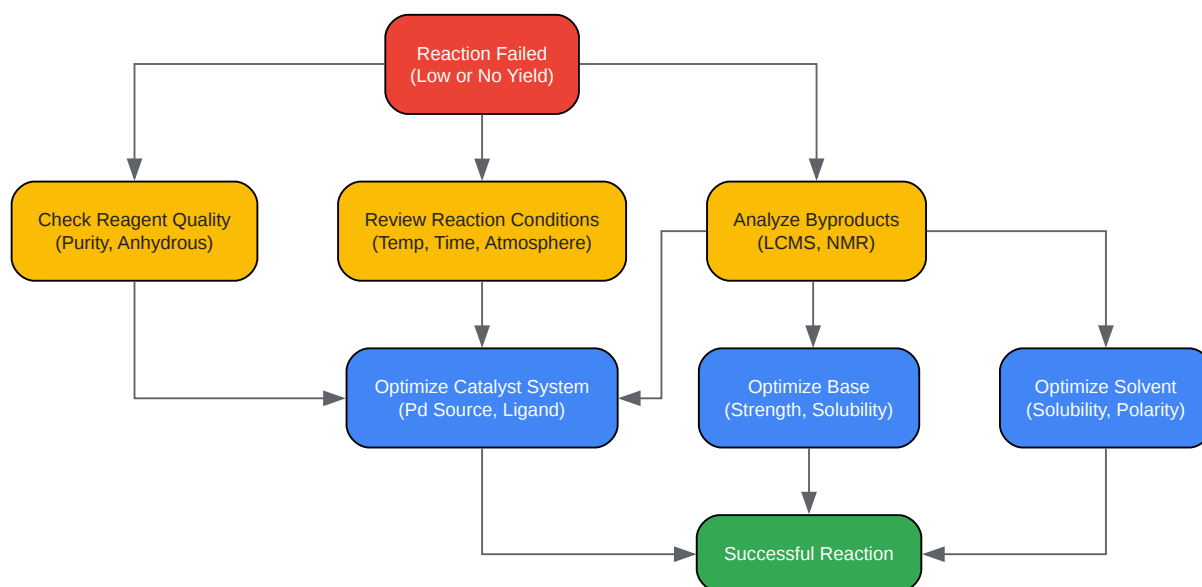 Reaction Failed
(Low or No Yield)
Check Reagent Quality
(Purity, Anhydrous)
Review Reaction Conditions
(Temp, Time, Atmosphere)
Analyze Byproducts
(LCMS, NMR)
Optimize Catalyst System
(Pd Source, Ligand)
Optimize Base
(Strength, Solubility)
Optimize Solvent
(Solubility, Polarity)
Successful Reaction